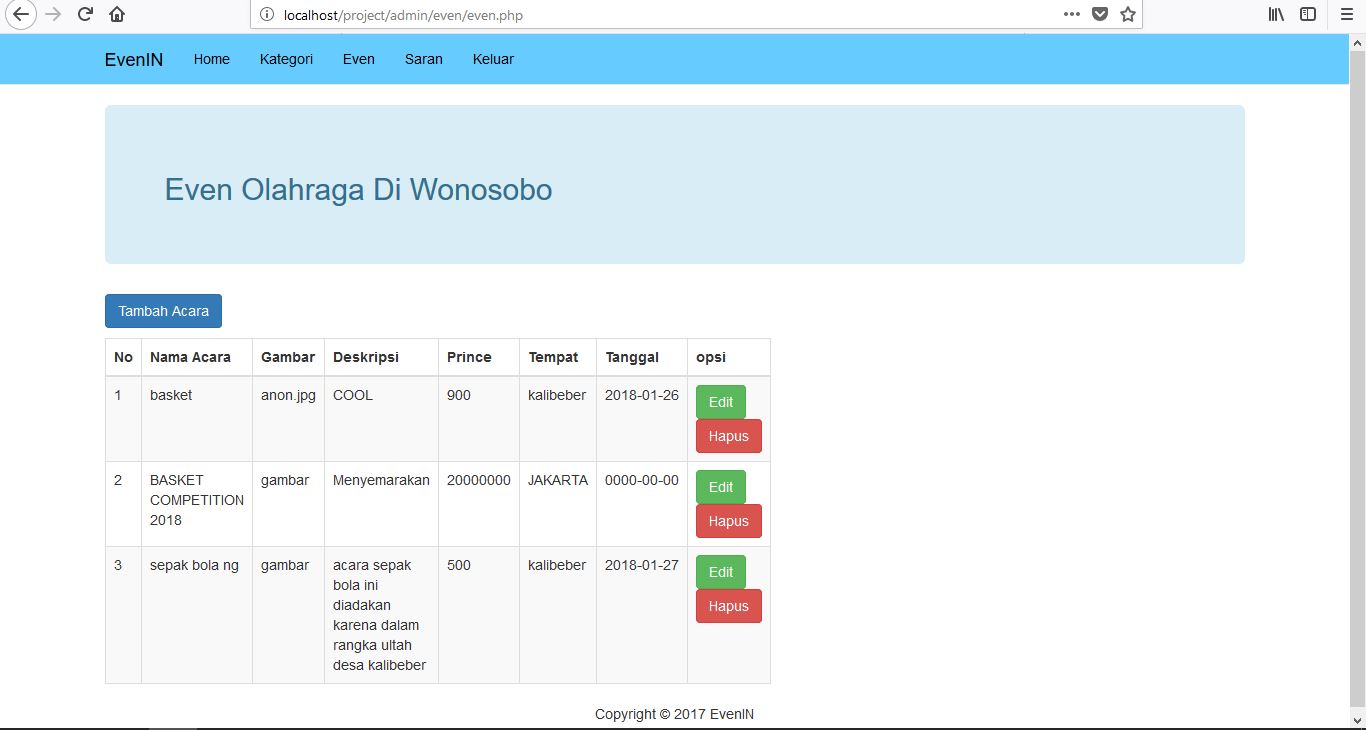 localhost/project/admin/even/even.php
EvenIN Home Kategori Even Saran Keluar
Even Olahraga Di Wonosobo
Tambah Acara
No Nama Acara Gambar Deskripsi Prince Tempat Tanggal opsi
1 basket anon.jpg COOL 900 kalibeber 2018-01-26 Edit
Hapus
2 BASKET gambar Menyemarakan 20000000 JAKARTA 0000-00-00 Edit
COMPETITION
2018 Hapus
3 sepak bola ng gambar acara sepak 500 kalibeber 2018-01-27 Edit
bola ini
diadakan Hapus
karena dalam
rangka ultah
desa kalibeber
Copyright © 2017 EvenIN